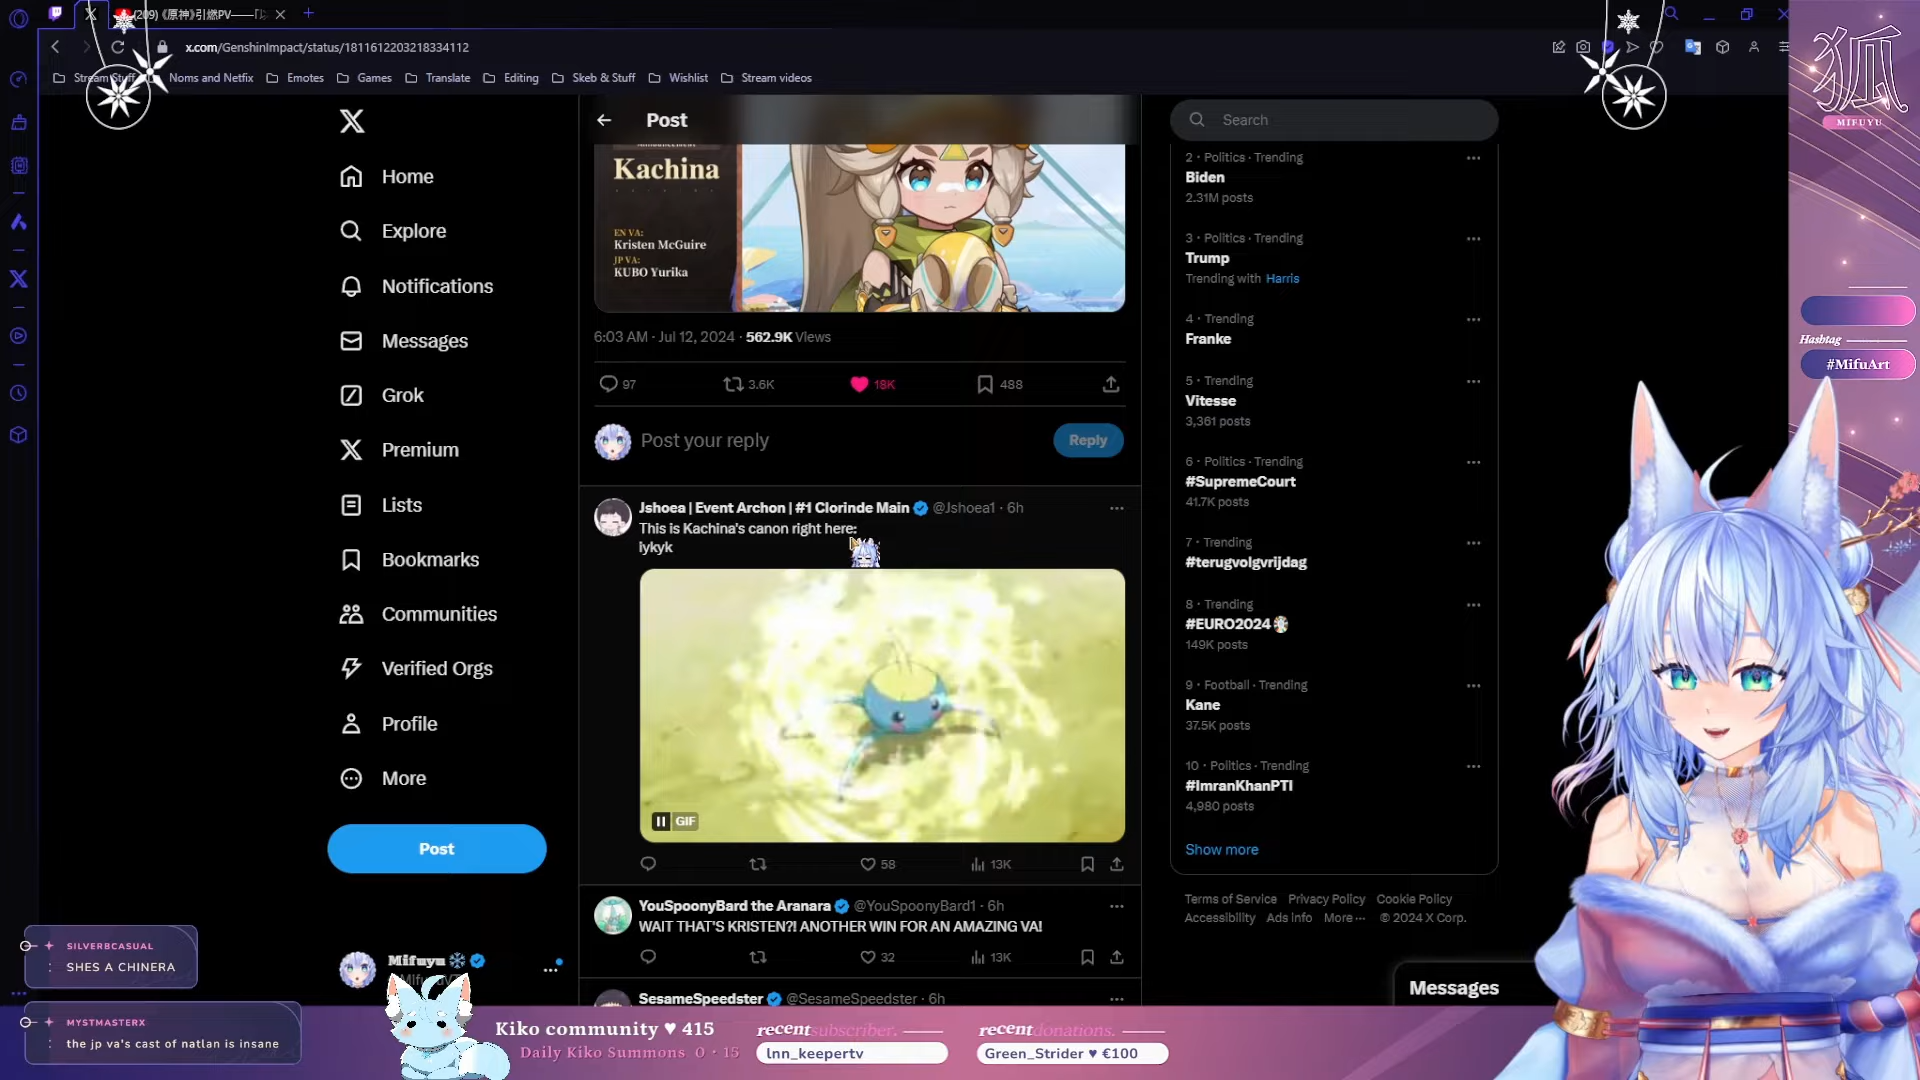 (209) 《原神》引燃PV——「
x.com/GenshinImpact/status/1811612203218334112
Stream Stuff
Noms and Netfix
Emotes
Games
Translate
Editing
Skeb & Stuff
Wishlist
Stream videos
狐
MIFUYU
Hashtag
#MifuArt
Home
Explore
Notifications
Messages
Grok
Premium
Lists
Bookmarks
Communities
Verified Orgs
Profile
More
Post
Mifuyu
Post
Kachina
EN VA:
Kristen McGuire
JP VA:
KUBO Yurika
6:03 AM · Jul 12, 2024 · 562.9K Views
97 3.6K 18K 488
Post your reply
Reply
Jshoea | Event Archon | #1 Clorinde Main @Jshoea1 · 6h
This is Kachina's canon right here:
iykyk
GIF
58 13K
YouSpoonyBard the Aranara @YouSpoonyBard1 · 6h
WAIT THAT'S KRISTEN?! ANOTHER WIN FOR AN AMAZING VA!
32 13K
SesameSpeedster @SesameSpeedster · 6h
Search
2 · Politics · Trending
Biden
2.31M posts
3 · Politics · Trending
Trump
Trending with Harris
4 · Trending
Franke
5 · Trending
Vitesse
3,361 posts
6 · Politics · Trending
#SupremeCourt
41.7K posts
7 · Trending
#terugvolgvrijdag
8 · Trending
#EURO2024
149K posts
9 · Football · Trending
Kane
37.5K posts
10 · Politics · Trending
#ImranKhanPTI
4,980 posts
Show more
Terms of Service Privacy Policy Cookie Policy
Accessibility Ads info More ··· © 2024 X Corp.
Messages
SILVERBCASUAL
: SHES A CHINERA
MYSTMASTERX
: the jp va's cast of natlan is insane
Kiko community ♥ 415
Daily Kiko Summons 0 · 15
recent subscriber.
lnn_keepertv
recent donations.
Green_Strider ♥ €100